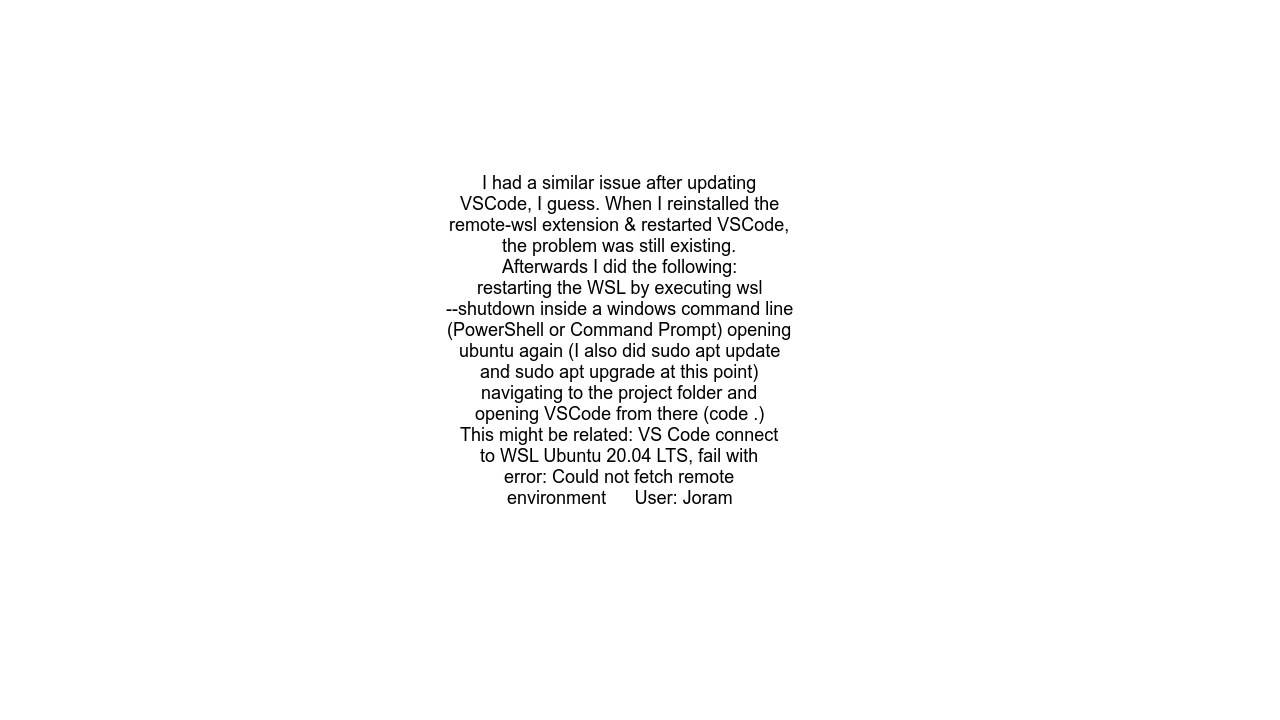 I had a similar issue after updating
VSCode, I guess. When I reinstalled the
remote-wsl extension & restarted VSCode,
the problem was still existing.
Afterwards I did the following:
restarting the WSL by executing wsl
--shutdown inside a windows command line
(PowerShell or Command Prompt) opening
ubuntu again (I also did sudo apt update
and sudo apt upgrade at this point)
navigating to the project folder and
opening VSCode from there (code .)
This might be related: VS Code connect
to WSL Ubuntu 20.04 LTS, fail with
error: Could not fetch remote
environment      User: Joram